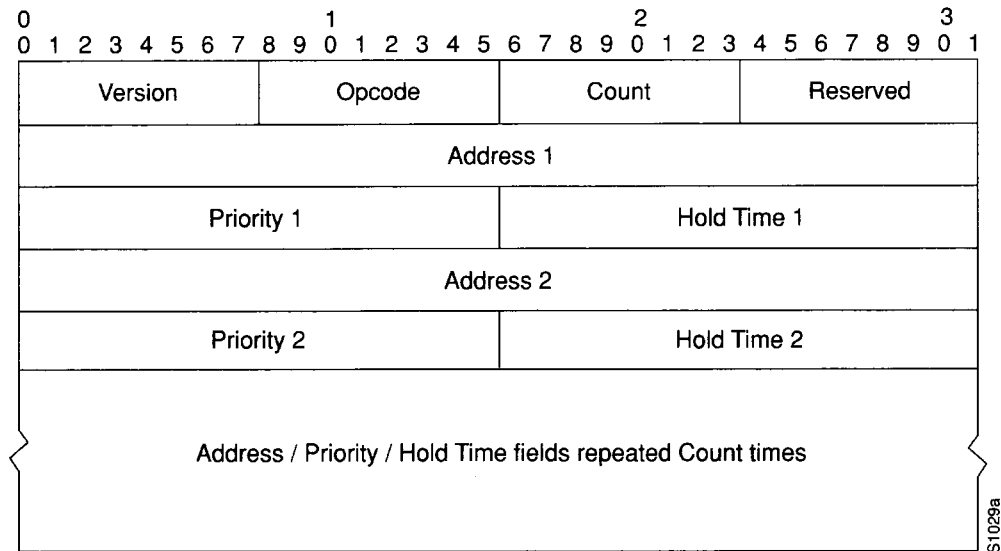 0 1 2 3
0 1 2 3 4 5 6 7 8 9 0 1 2 3 4 5 6 7 8 9 0 1 2 3 4 5 6 7 8 9 0 1
Version Opcode Count Reserved
Address 1
Priority 1 Hold Time 1
Address 2
Priority 2 Hold Time 2
Address / Priority / Hold Time fields repeated Count times
S1029a